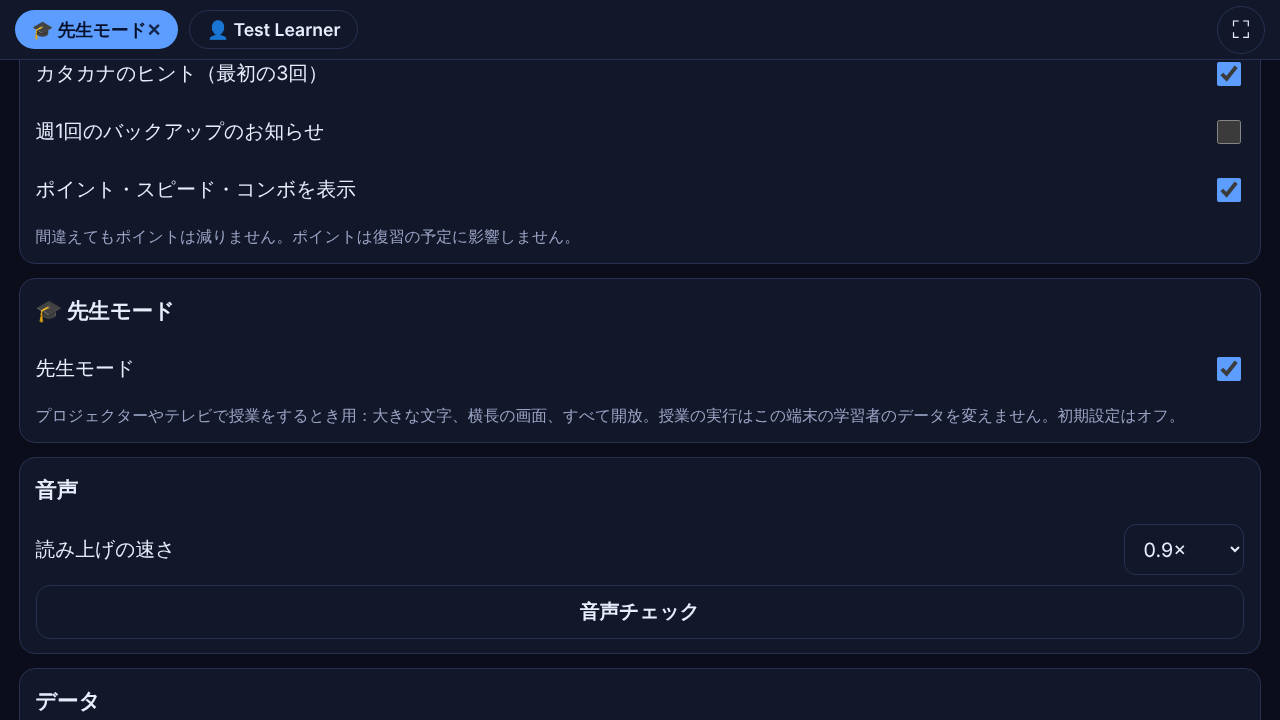 🎓 先生モード✕
👤 Test Learner
カタカナのヒント（最初の3回）
週1回のバックアップのお知らせ
ポイント・スピード・コンボを表示
間違えてもポイントは減りません。ポイントは復習の予定に影響しません。
🎓 先生モード
先生モード
プロジェクターやテレビで授業をするとき用：大きな文字、横長の画面、すべて開放。授業の実行はこの端末の学習者のデータを変えません。初期設定はオフ。
音声
読み上げの速さ
0.9×
音声チェック
データ